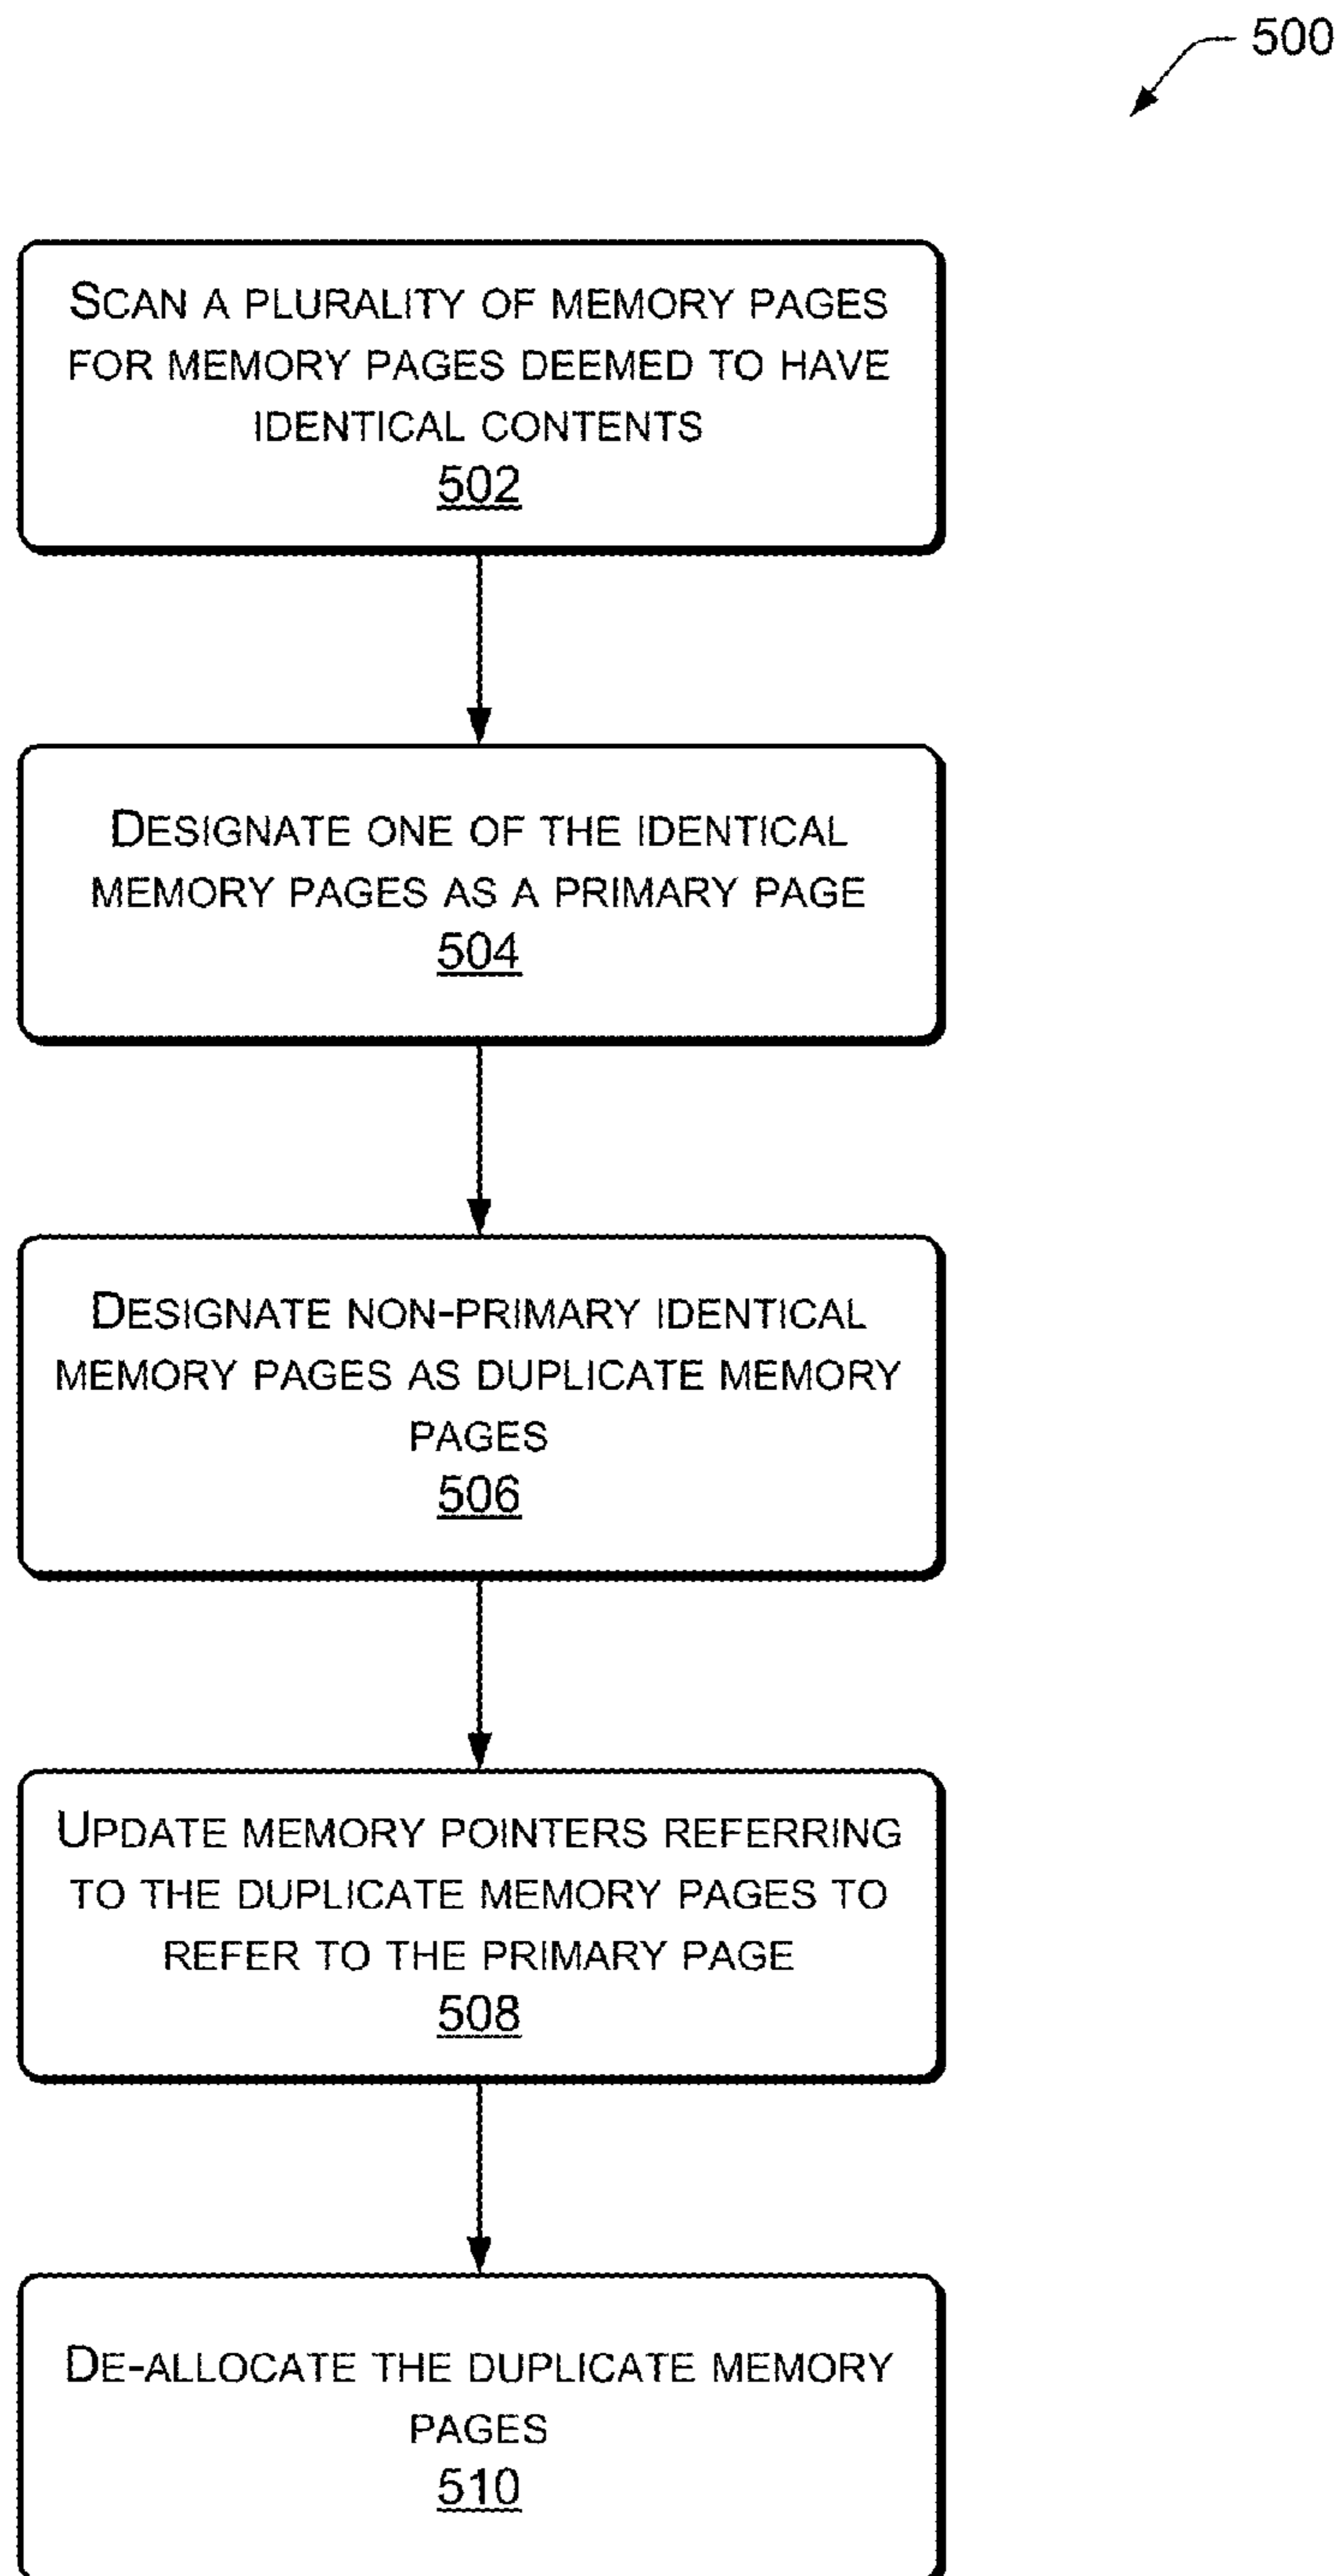 500
SCAN A PLURALITY OF MEMORY PAGES
FOR MEMORY PAGES DEEMED TO HAVE
IDENTICAL CONTENTS
502
DESIGNATE ONE OF THE IDENTICAL
MEMORY PAGES AS A PRIMARY PAGE
504
DESIGNATE NON-PRIMARY IDENTICAL
MEMORY PAGES AS DUPLICATE MEMORY
PAGES
506
UPDATE MEMORY POINTERS REFERRING
TO THE DUPLICATE MEMORY PAGES TO
REFER TO THE PRIMARY PAGE
508
DE-ALLOCATE THE DUPLICATE MEMORY
PAGES
510